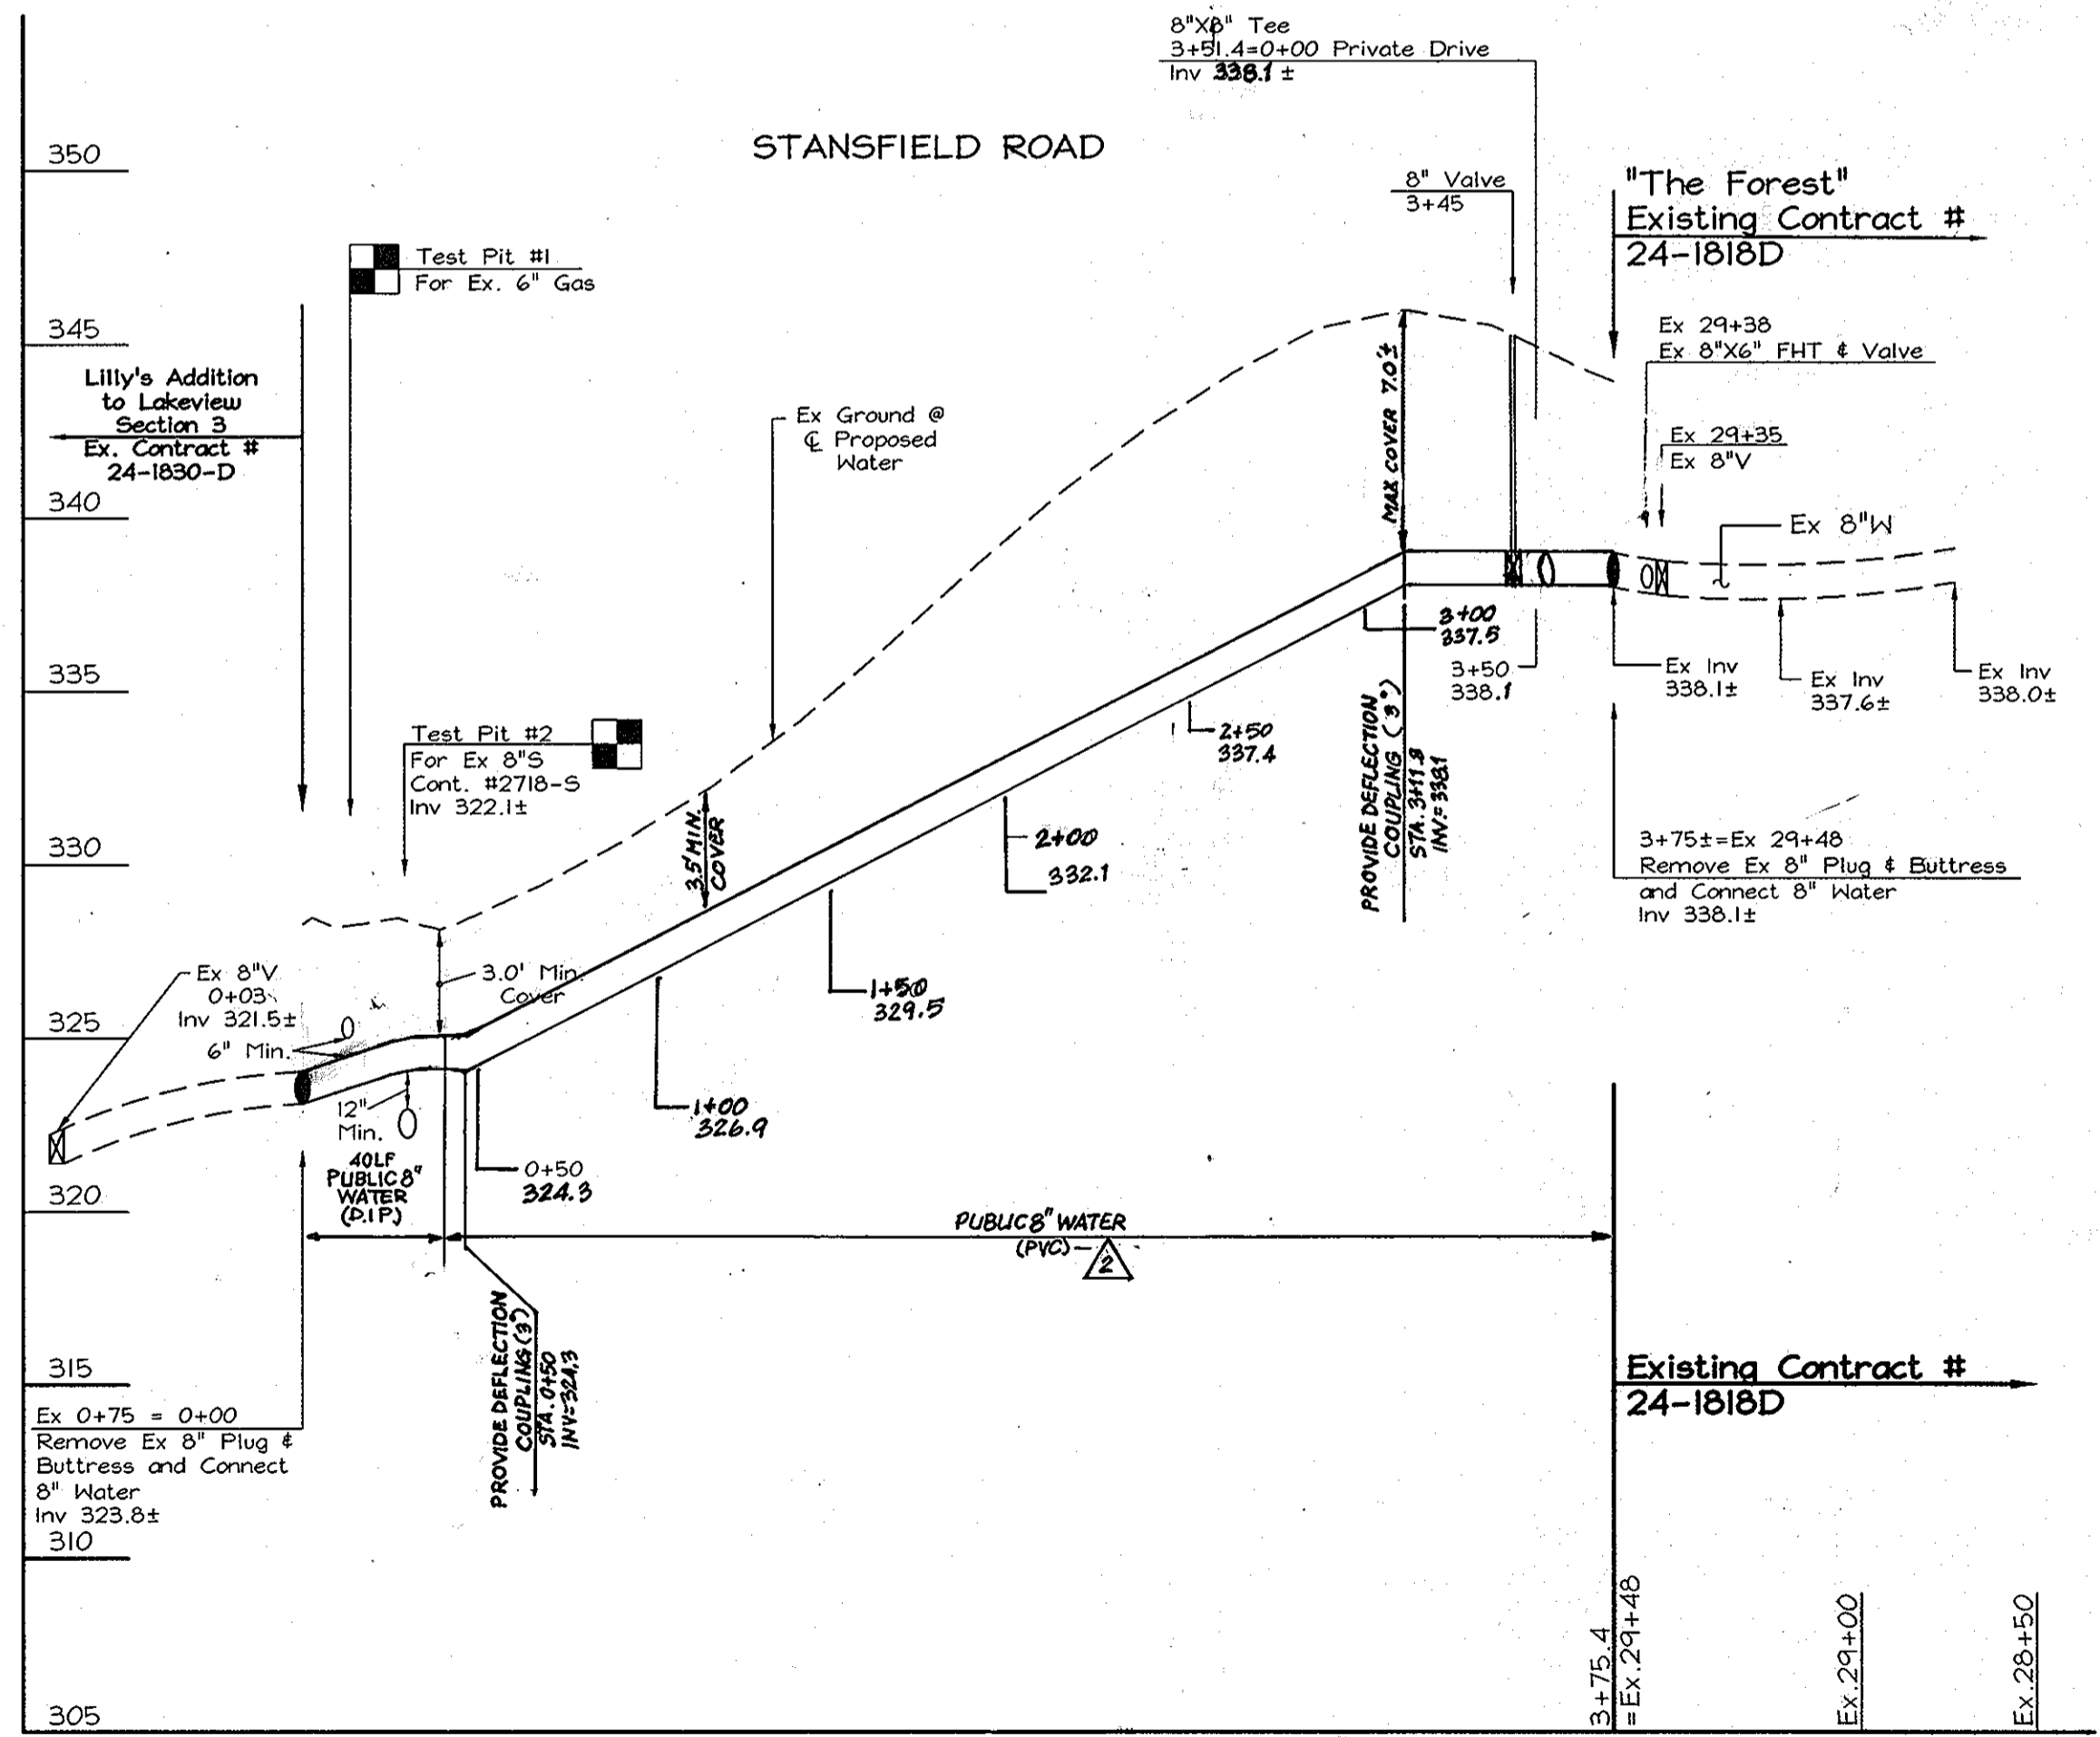 8"X8" Tee
3+51.4=0+00 Private Drive
Inv 338.1 ±
STANSFIELD ROAD
350
345
340
335
330
325
320
315
310
305
8" Valve
3+45
"The Forest"
Existing Contract #
24-1818D
Test Pit #1
For Ex. 6" Gas
Lilly's Addition
to Lakeview
Section 3
Ex. Contract #
24-1830-D
Ex Ground @
℄ Proposed
Water
MAX COVER 7.0'±
Ex 29+38
Ex 8"X6" FHT & Valve
Ex 29+35
Ex 8"V
Ex 8"W
Test Pit #2
For Ex 8"S
Cont. #2718-S
Inv 322.1±
3.5' MIN.
COVER
3+00
337.5
3+50
338.1
Ex Inv
338.1±
Ex Inv
337.6±
Ex Inv
338.0±
2+50
337.4
PROVIDE DEFLECTION
COUPLING (3°)
STA. 3+11.8
INV.=338.1
2+00
332.1
3+75±=Ex 29+48
Remove Ex 8" Plug & Buttress
and Connect 8" Water
Inv 338.1±
Ex 8"V
0+03
Inv 321.5±
6" Min.
3.0' Min.
Cover
1+50
329.5
12"
Min.
1+00
326.9
40LF
PUBLIC 8"
WATER
(D.I.P.)
0+50
324.3
PUBLIC 8" WATER
(PVC)
2
PROVIDE DEFLECTION
COUPLING (3°)
STA. 0+50
INV=324.3
Existing Contract #
24-1818D
Ex 0+75 = 0+00
Remove Ex 8" Plug &
Buttress and Connect
8" Water
Inv 323.8±
3+75.4
=Ex.29+48
Ex.29+00
Ex.28+50